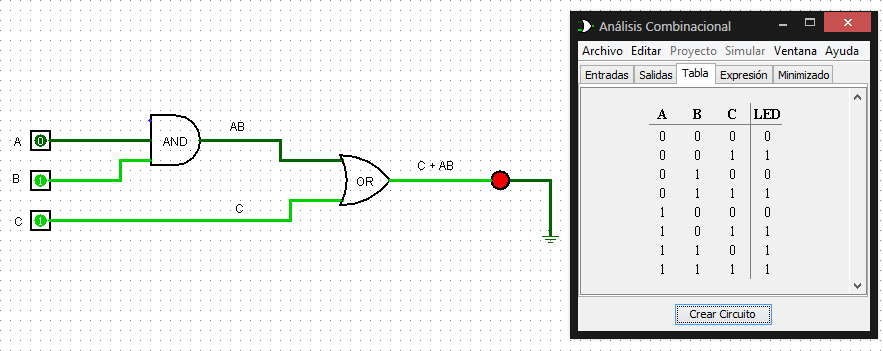 A
0
AND
AB
B
1
C
1
C
OR
C + AB
Análisis Combinacional
Archivo Editar Proyecto Simular Ventana Ayuda
Entradas Salidas Tabla Expresión Minimizado
A B C LED
0 0 0 0
0 0 1 1
0 1 0 0
0 1 1 1
1 0 0 0
1 0 1 1
1 1 0 1
1 1 1 1
Crear Circuito